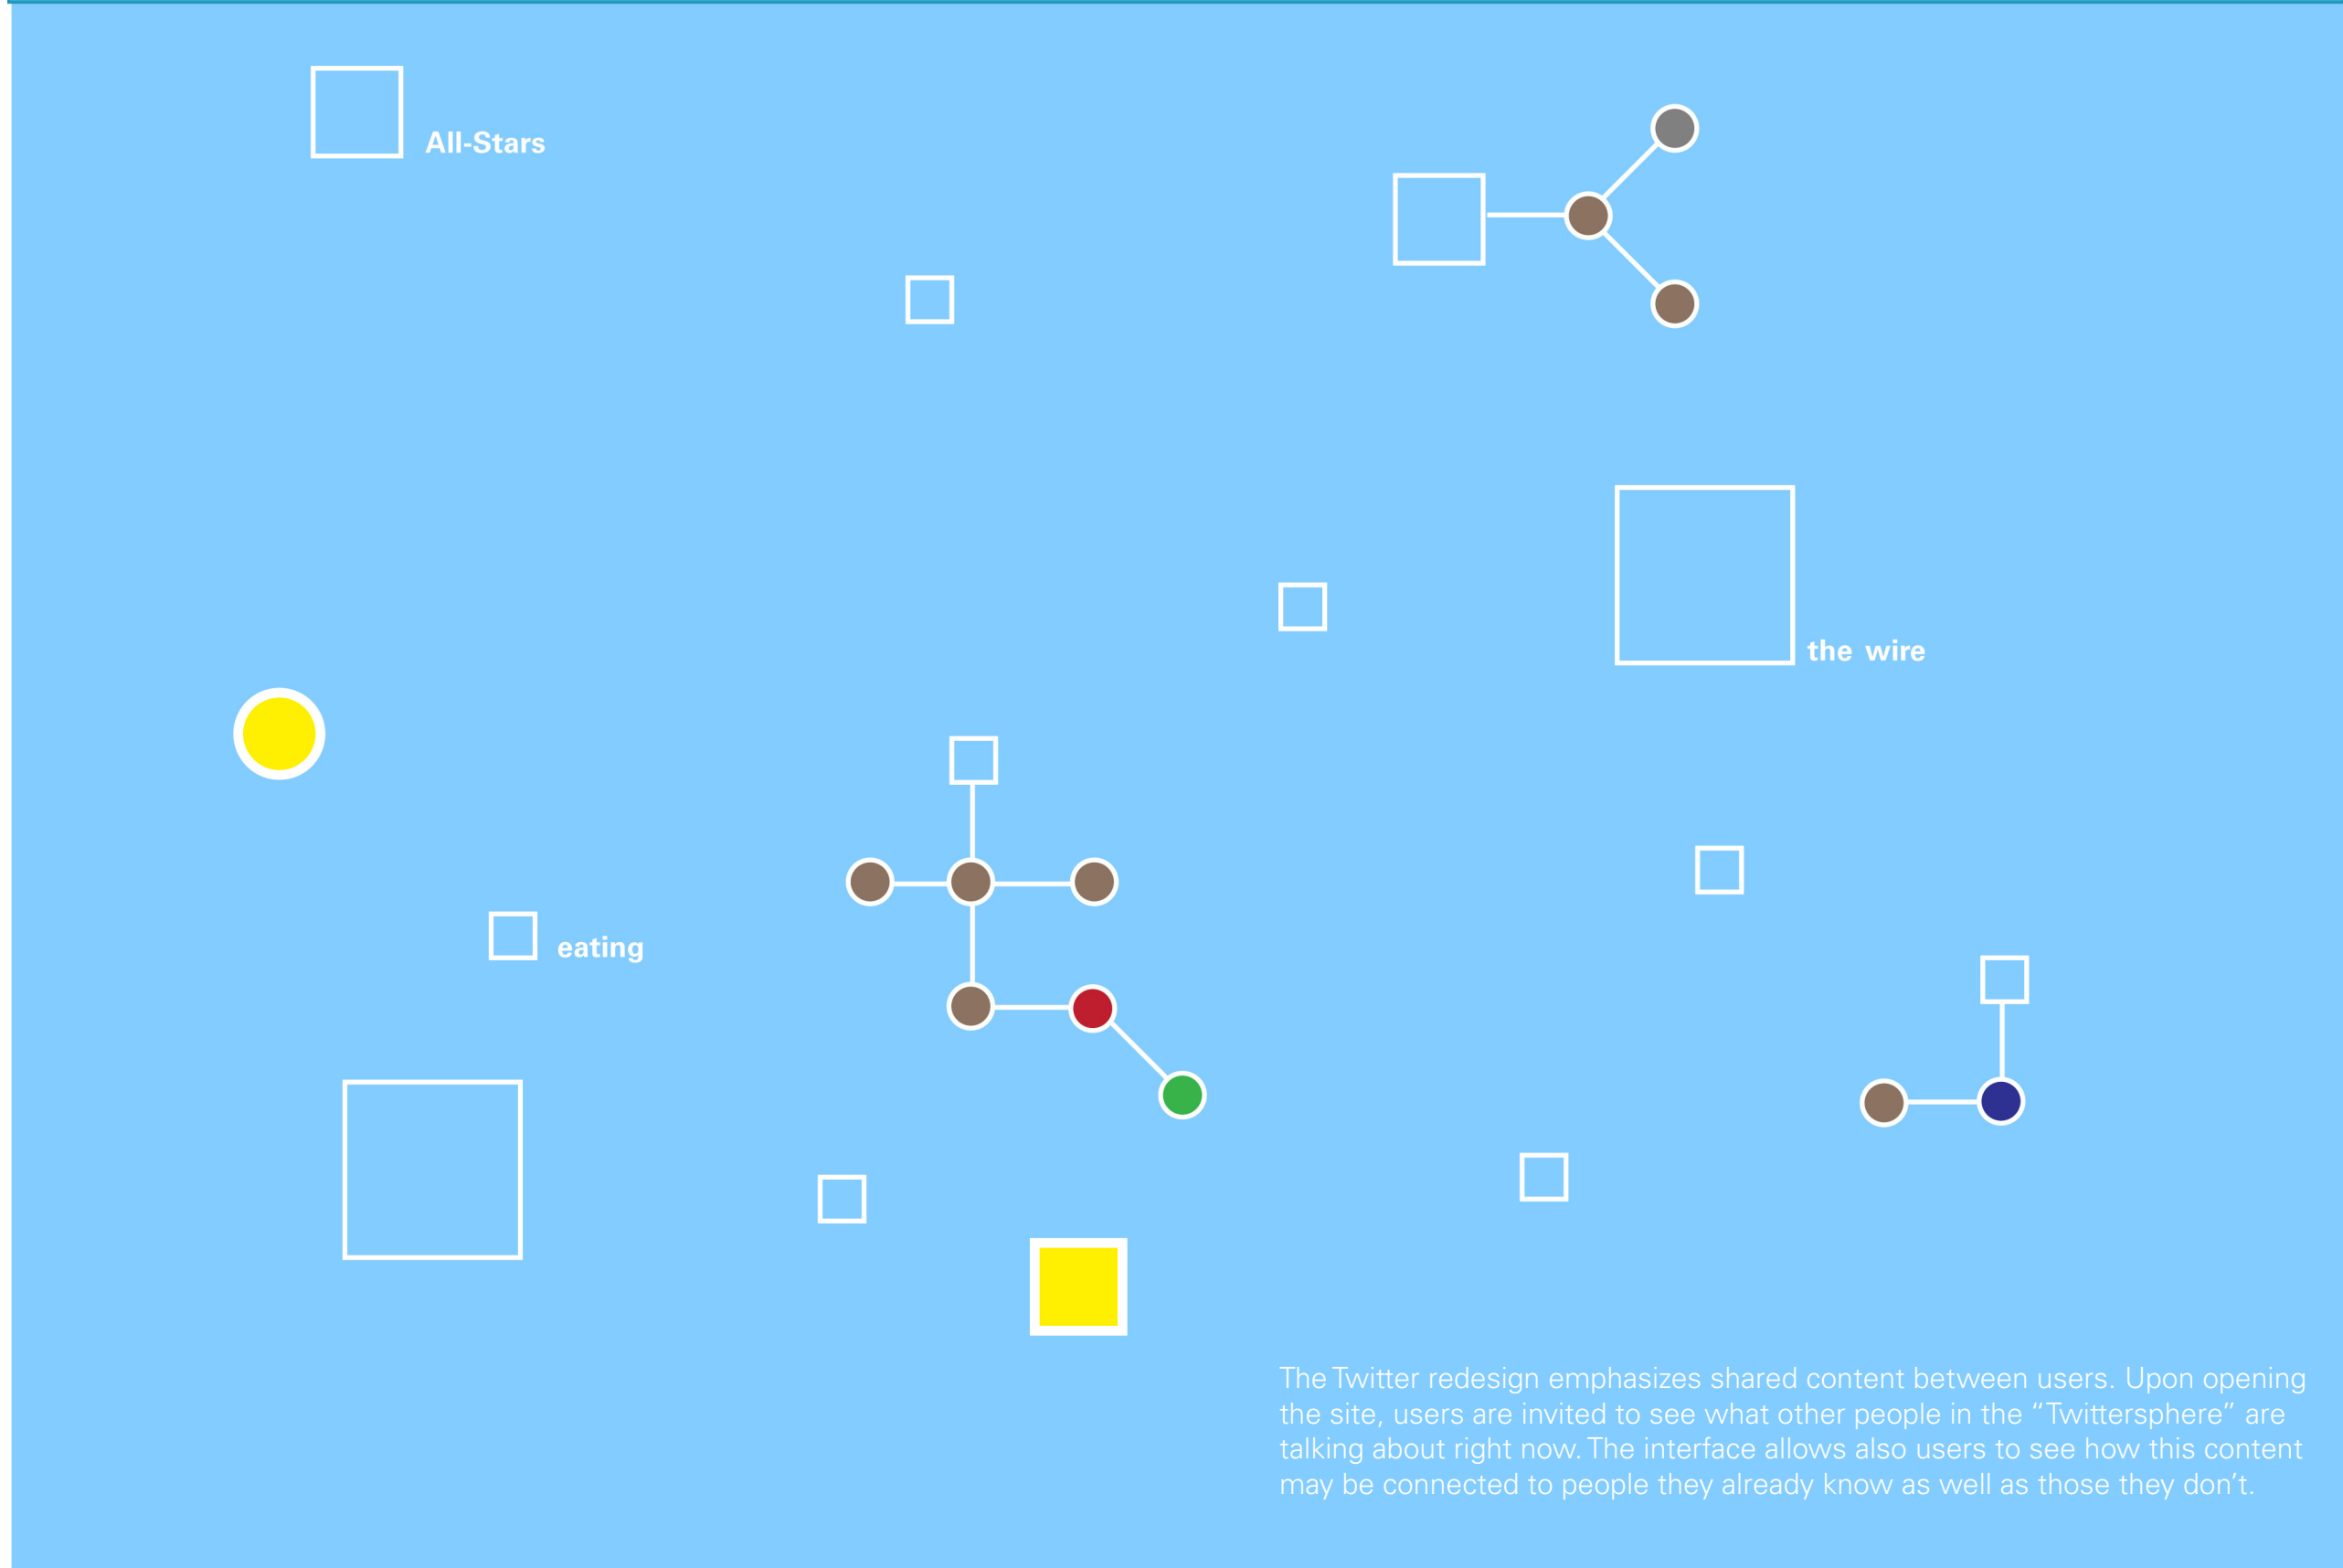 All-Stars
the wire
eating
The Twitter redesign emphasizes shared content between users. Upon opening
the site, users are invited to see what other people in the “Twittersphere” are
talking about right now. The interface allows also users to see how this content
may be connected to people they already know as well as those they don’t.